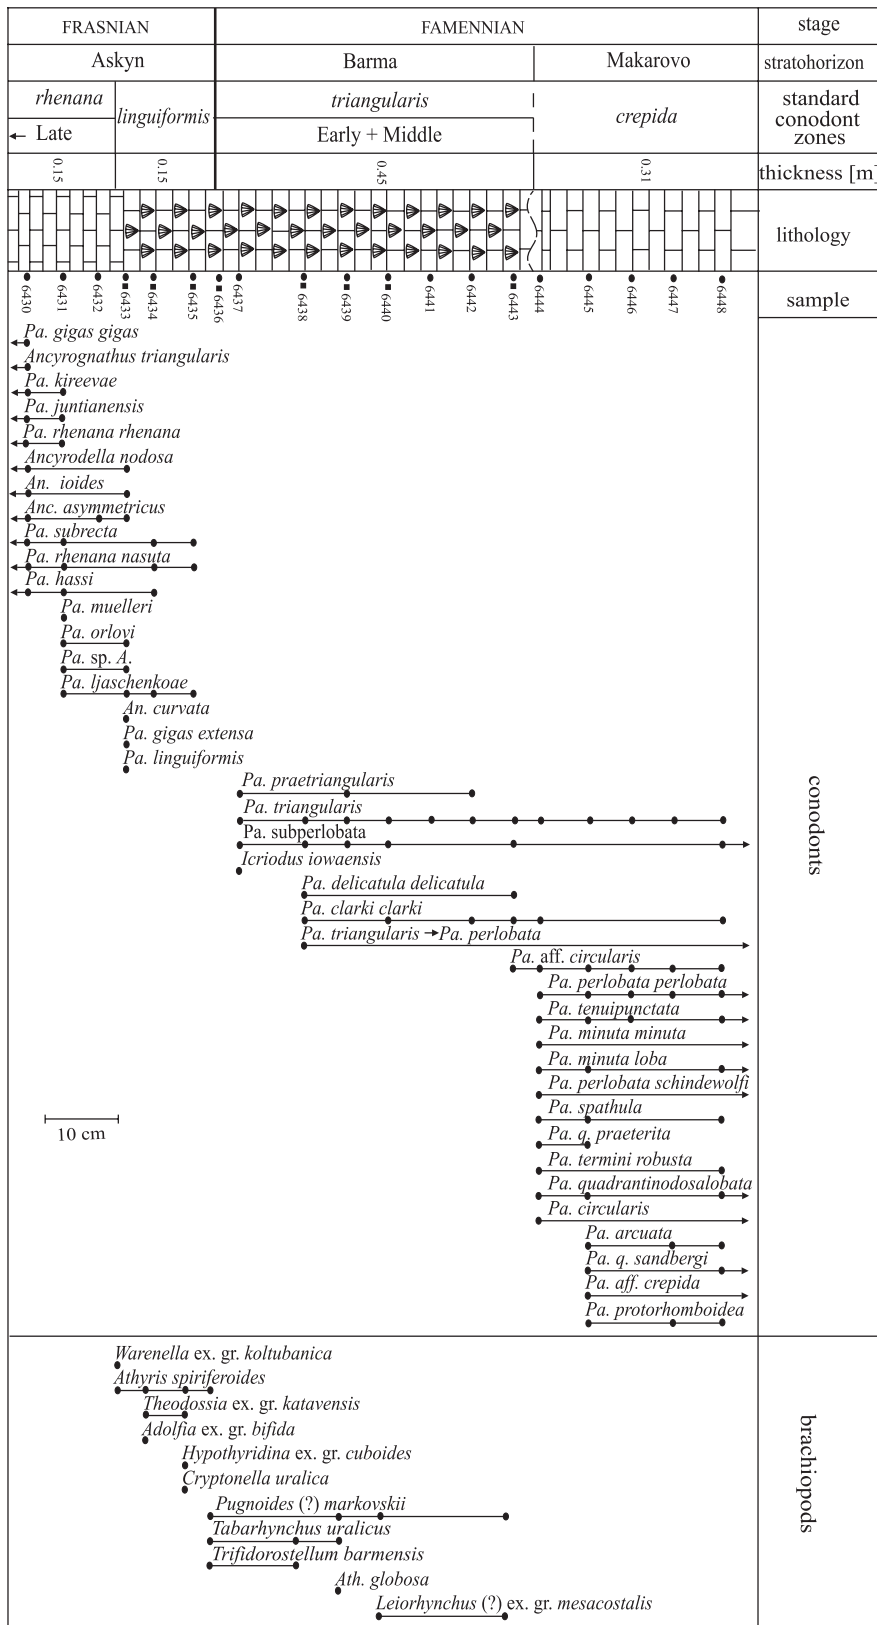 FRASNIAN FAMENNIAN stage
Askyn Barma Makarovo stratohorizon
rhenana linguiformis triangularis crepida standard
conodont
zones
← Late Early + Middle
0.15 0.15 0.45 0.31 thickness [m]
lithology
6430 6431 6432 6433 6434 6435 6436 6437 6438 6439 6440 6441 6442 6443 6444 6445 6446 6447 6448 sample
Pa. gigas gigas
Ancyrognathus triangularis
Pa. kireevae
Pa. juntianensis
Pa. rhenana rhenana
Ancyrodella nodosa
An. ioides
Anc. asymmetricus
Pa. subrecta
Pa. rhenana nasuta
Pa. hassi
Pa. muelleri
Pa. orlovi
Pa. sp. A.
Pa. ljaschenkoae
An. curvata
Pa. gigas extensa
Pa. linguiformis
Pa. praetriangularis
Pa. triangularis
Pa. subperlobata
Icriodus iowaensis
Pa. delicatula delicatula
Pa. clarki clarki
Pa. triangularis →Pa. perlobata
Pa. aff. circularis
Pa. perlobata perlobata
Pa. tenuipunctata
Pa. minuta minuta
Pa. minuta loba
Pa. perlobata schindewolfi
Pa. spathula
Pa. q. praeterita
Pa. termini robusta
Pa. quadrantinodosalobata
Pa. circularis
Pa. arcuata
Pa. q. sandbergi
Pa. aff. crepida
Pa. protorhomboidea
conodonts
10 cm
Warenella ex. gr. koltubanica
Athyris spiriferoides
Theodossia ex. gr. katavensis
Adolfia ex. gr. bifida
Hypothyridina ex. gr. cuboides
Cryptonella uralica
Pugnoides (?) markovskii
Tabarhynchus uralicus
Trifidorostellum barmensis
Ath. globosa
Leiorhynchus (?) ex. gr. mesacostalis
brachiopods